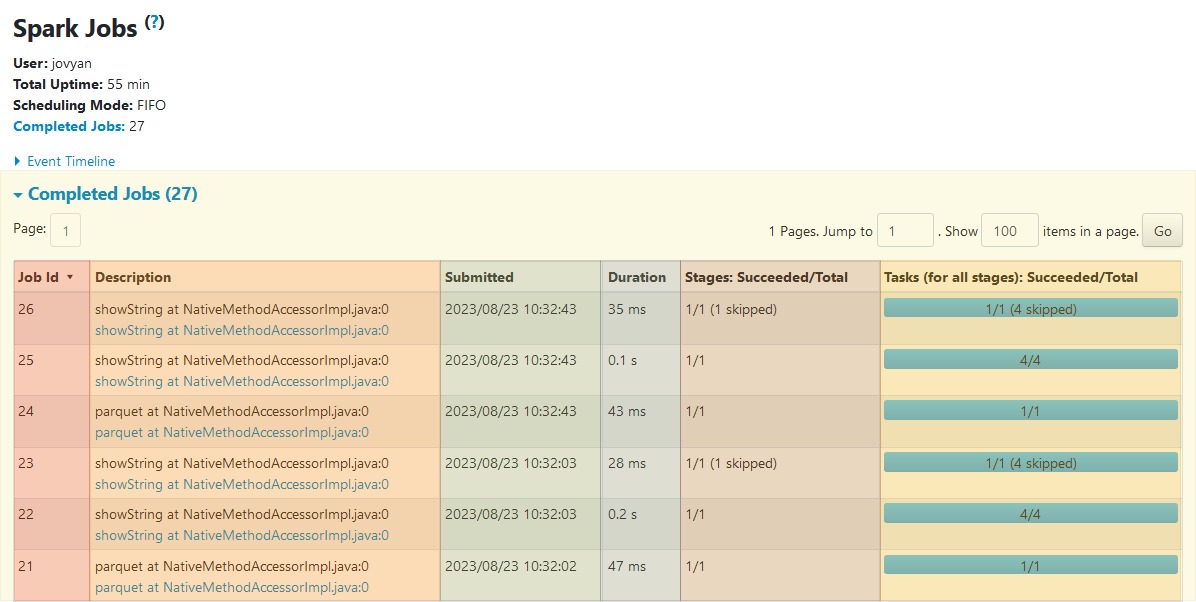 Spark Jobs (?)
User: jovyan
Total Uptime: 55 min
Scheduling Mode: FIFO
Completed Jobs: 27
Event Timeline
Completed Jobs (27)
Page: 1 1 Pages. Jump to 1 . Show 100 items in a page. Go
Job Id ▾ Description Submitted Duration Stages: Succeeded/Total Tasks (for all stages): Succeeded/Total
26 showString at NativeMethodAccessorImpl.java:0 2023/08/23 10:32:43 35 ms 1/1 (1 skipped) 1/1 (4 skipped)
showString at NativeMethodAccessorImpl.java:0
25 showString at NativeMethodAccessorImpl.java:0 2023/08/23 10:32:43 0.1 s 1/1 4/4
showString at NativeMethodAccessorImpl.java:0
24 parquet at NativeMethodAccessorImpl.java:0 2023/08/23 10:32:43 43 ms 1/1 1/1
parquet at NativeMethodAccessorImpl.java:0
23 showString at NativeMethodAccessorImpl.java:0 2023/08/23 10:32:03 28 ms 1/1 (1 skipped) 1/1 (4 skipped)
showString at NativeMethodAccessorImpl.java:0
22 showString at NativeMethodAccessorImpl.java:0 2023/08/23 10:32:03 0.2 s 1/1 4/4
showString at NativeMethodAccessorImpl.java:0
21 parquet at NativeMethodAccessorImpl.java:0 2023/08/23 10:32:02 47 ms 1/1 1/1
parquet at NativeMethodAccessorImpl.java:0